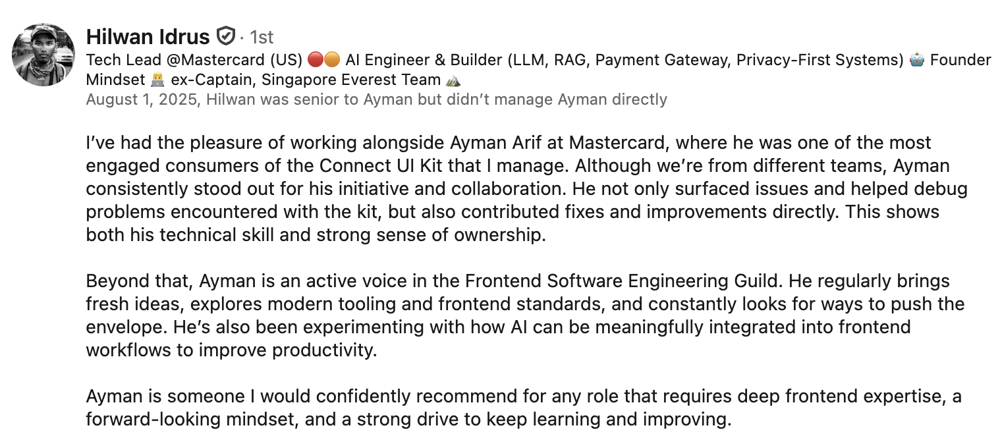 Hilwan Idrus · 1st
Tech Lead @Mastercard (US) 🔴🟠 AI Engineer & Builder (LLM, RAG, Payment Gateway, Privacy-First Systems) 🤖 Founder
Mindset 👨‍💻 ex-Captain, Singapore Everest Team 🏔️
August 1, 2025, Hilwan was senior to Ayman but didn’t manage Ayman directly
I’ve had the pleasure of working alongside Ayman Arif at Mastercard, where he was one of the most
engaged consumers of the Connect UI Kit that I manage. Although we’re from different teams, Ayman
consistently stood out for his initiative and collaboration. He not only surfaced issues and helped debug
problems encountered with the kit, but also contributed fixes and improvements directly. This shows
both his technical skill and strong sense of ownership.
Beyond that, Ayman is an active voice in the Frontend Software Engineering Guild. He regularly brings
fresh ideas, explores modern tooling and frontend standards, and constantly looks for ways to push the
envelope. He’s also been experimenting with how AI can be meaningfully integrated into frontend
workflows to improve productivity.
Ayman is someone I would confidently recommend for any role that requires deep frontend expertise, a
forward-looking mindset, and a strong drive to keep learning and improving.